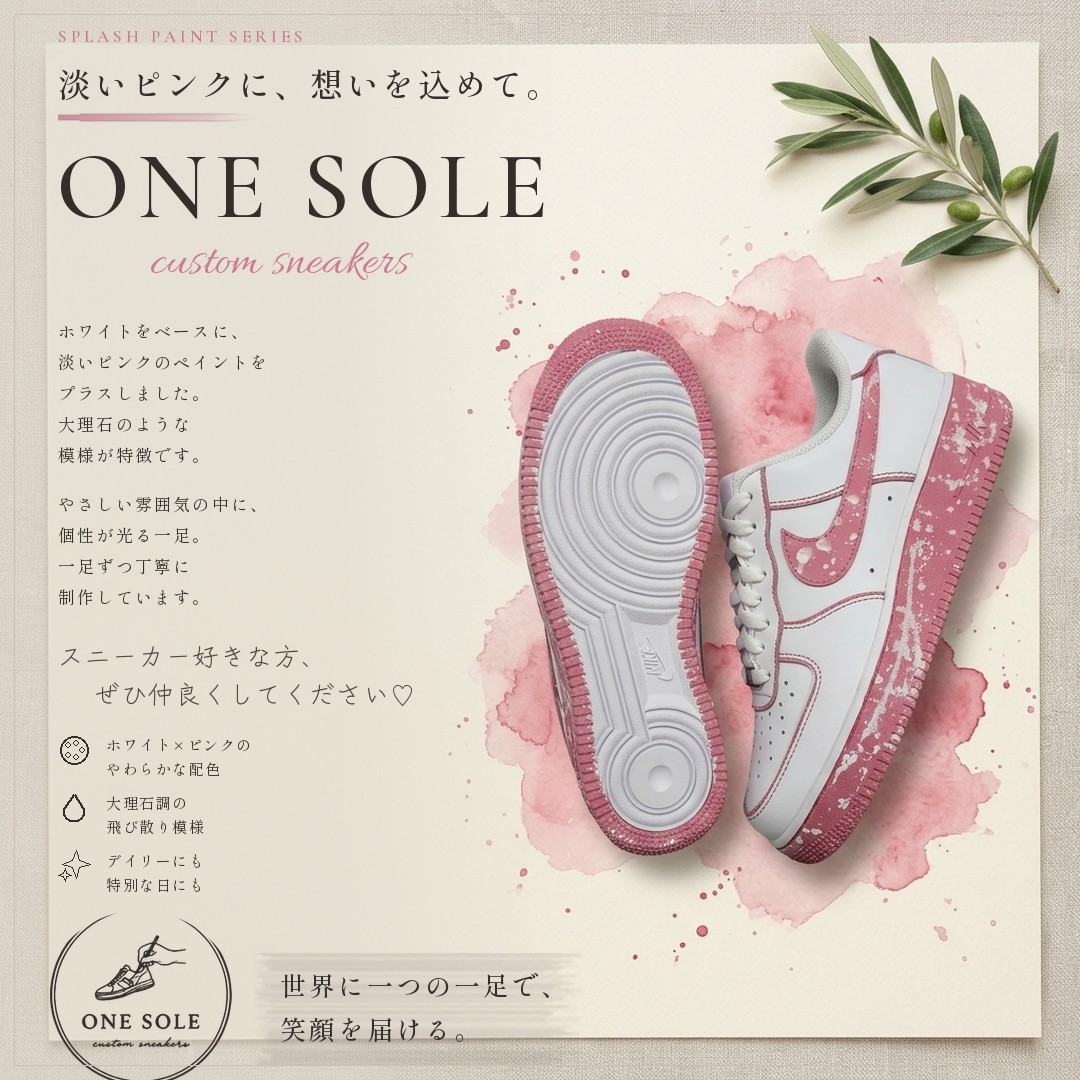 SPLASH PAINT SERIES
淡いピンクに、想いを込めて。
ONE SOLE
custom sneakers
ホワイトをベースに、
淡いピンクのペイントを
プラスしました。
大理石のような
模様が特徴です。
やさしい雰囲気の中に、
個性が光る一足。
一足ずつ丁寧に
制作しています。
スニーカー好きな方、
ぜひ仲良くしてください♡
ホワイト×ピンクの
やわらかな配色
大理石調の
飛び散り模様
デイリーにも
特別な日にも
ONE SOLE
custom sneakers
世界に一つの一足で、
笑顔を届ける。
NIKE